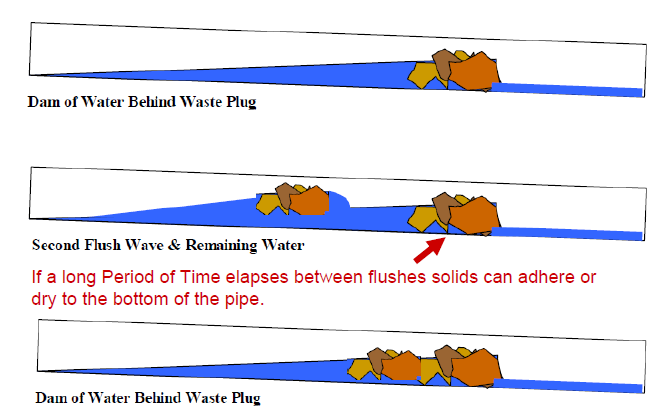 Dam of Water Behind Waste Plug
Second Flush Wave & Remaining Water
If a long Period of Time elapses between flushes solids can adhere or
dry to the bottom of the pipe.
Dam of Water Behind Waste Plug